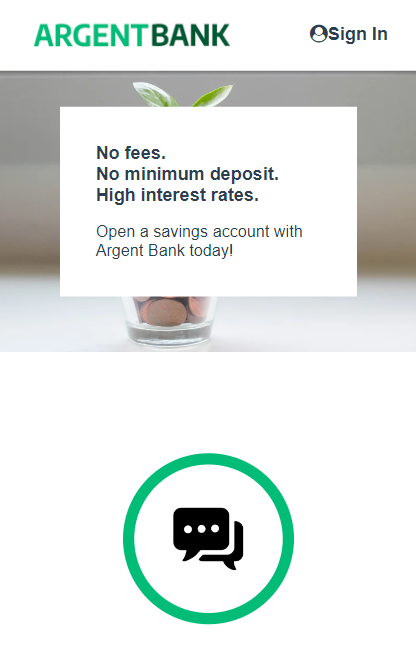 ARGENTBANK
Sign In
No fees.
No minimum deposit.
High interest rates.
Open a savings account with
Argent Bank today!